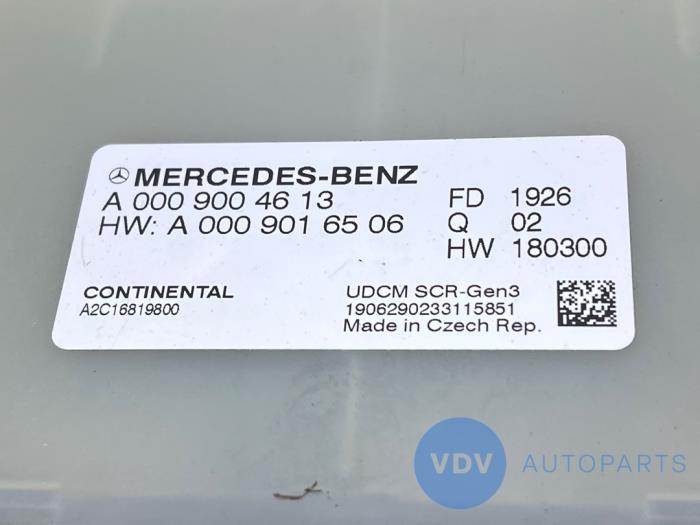 MERCEDES-BENZ
A 000 900 46 13
HW: A 000 901 65 06
FD 1926
Q 02
HW 180300
CONTINENTAL
A2C16819800
UDCM SCR-Gen3
1906290233115851
Made in Czech Rep.
VDV AUTOPARTS